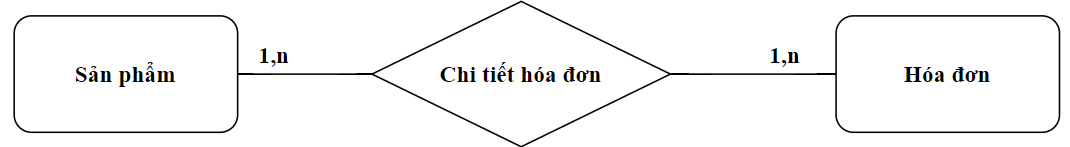 1,n
1,n
Sản phẩm
Chi tiết hóa đơn
Hóa đơn